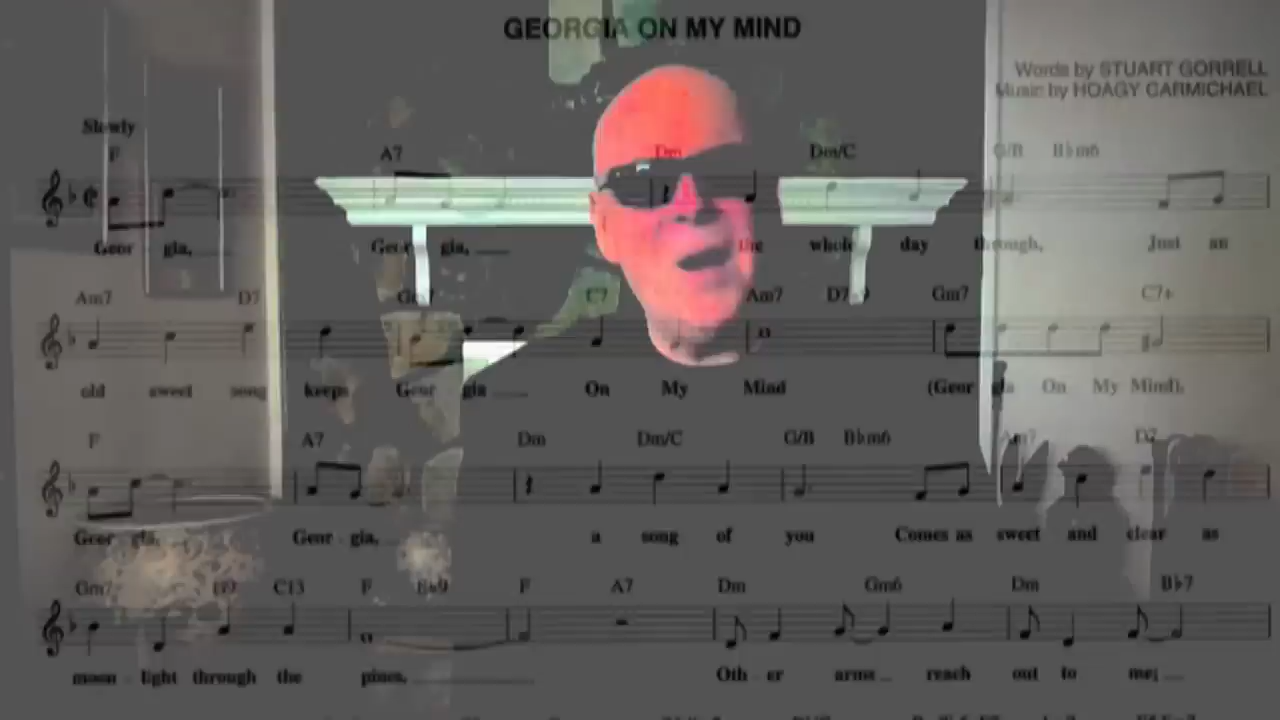 GEORGIA ON MY MIND
Words by STUART GORRELL
Music by HOAGY CARMICHAEL
Slowly
F A7 Dm Dm/C G/B B♭m6
Geor - gia, Geor gia, the whole day through, Just an
Am7 D7 Gm7 C7 Am7 D7 Gm7 C7+
old sweet song keeps Geor gia On My Mind (Geor gia On My Mind).
F A7 Dm Dm/C G/B B♭m6 Am7 D7
Geor - gia, Geor - gia, a song of you Comes as sweet and clear as
Gm7 C13 F E♭9 F A7 Dm Gm6 Dm B♭7
moon - light through the pines. Oth - er arms reach out to me;